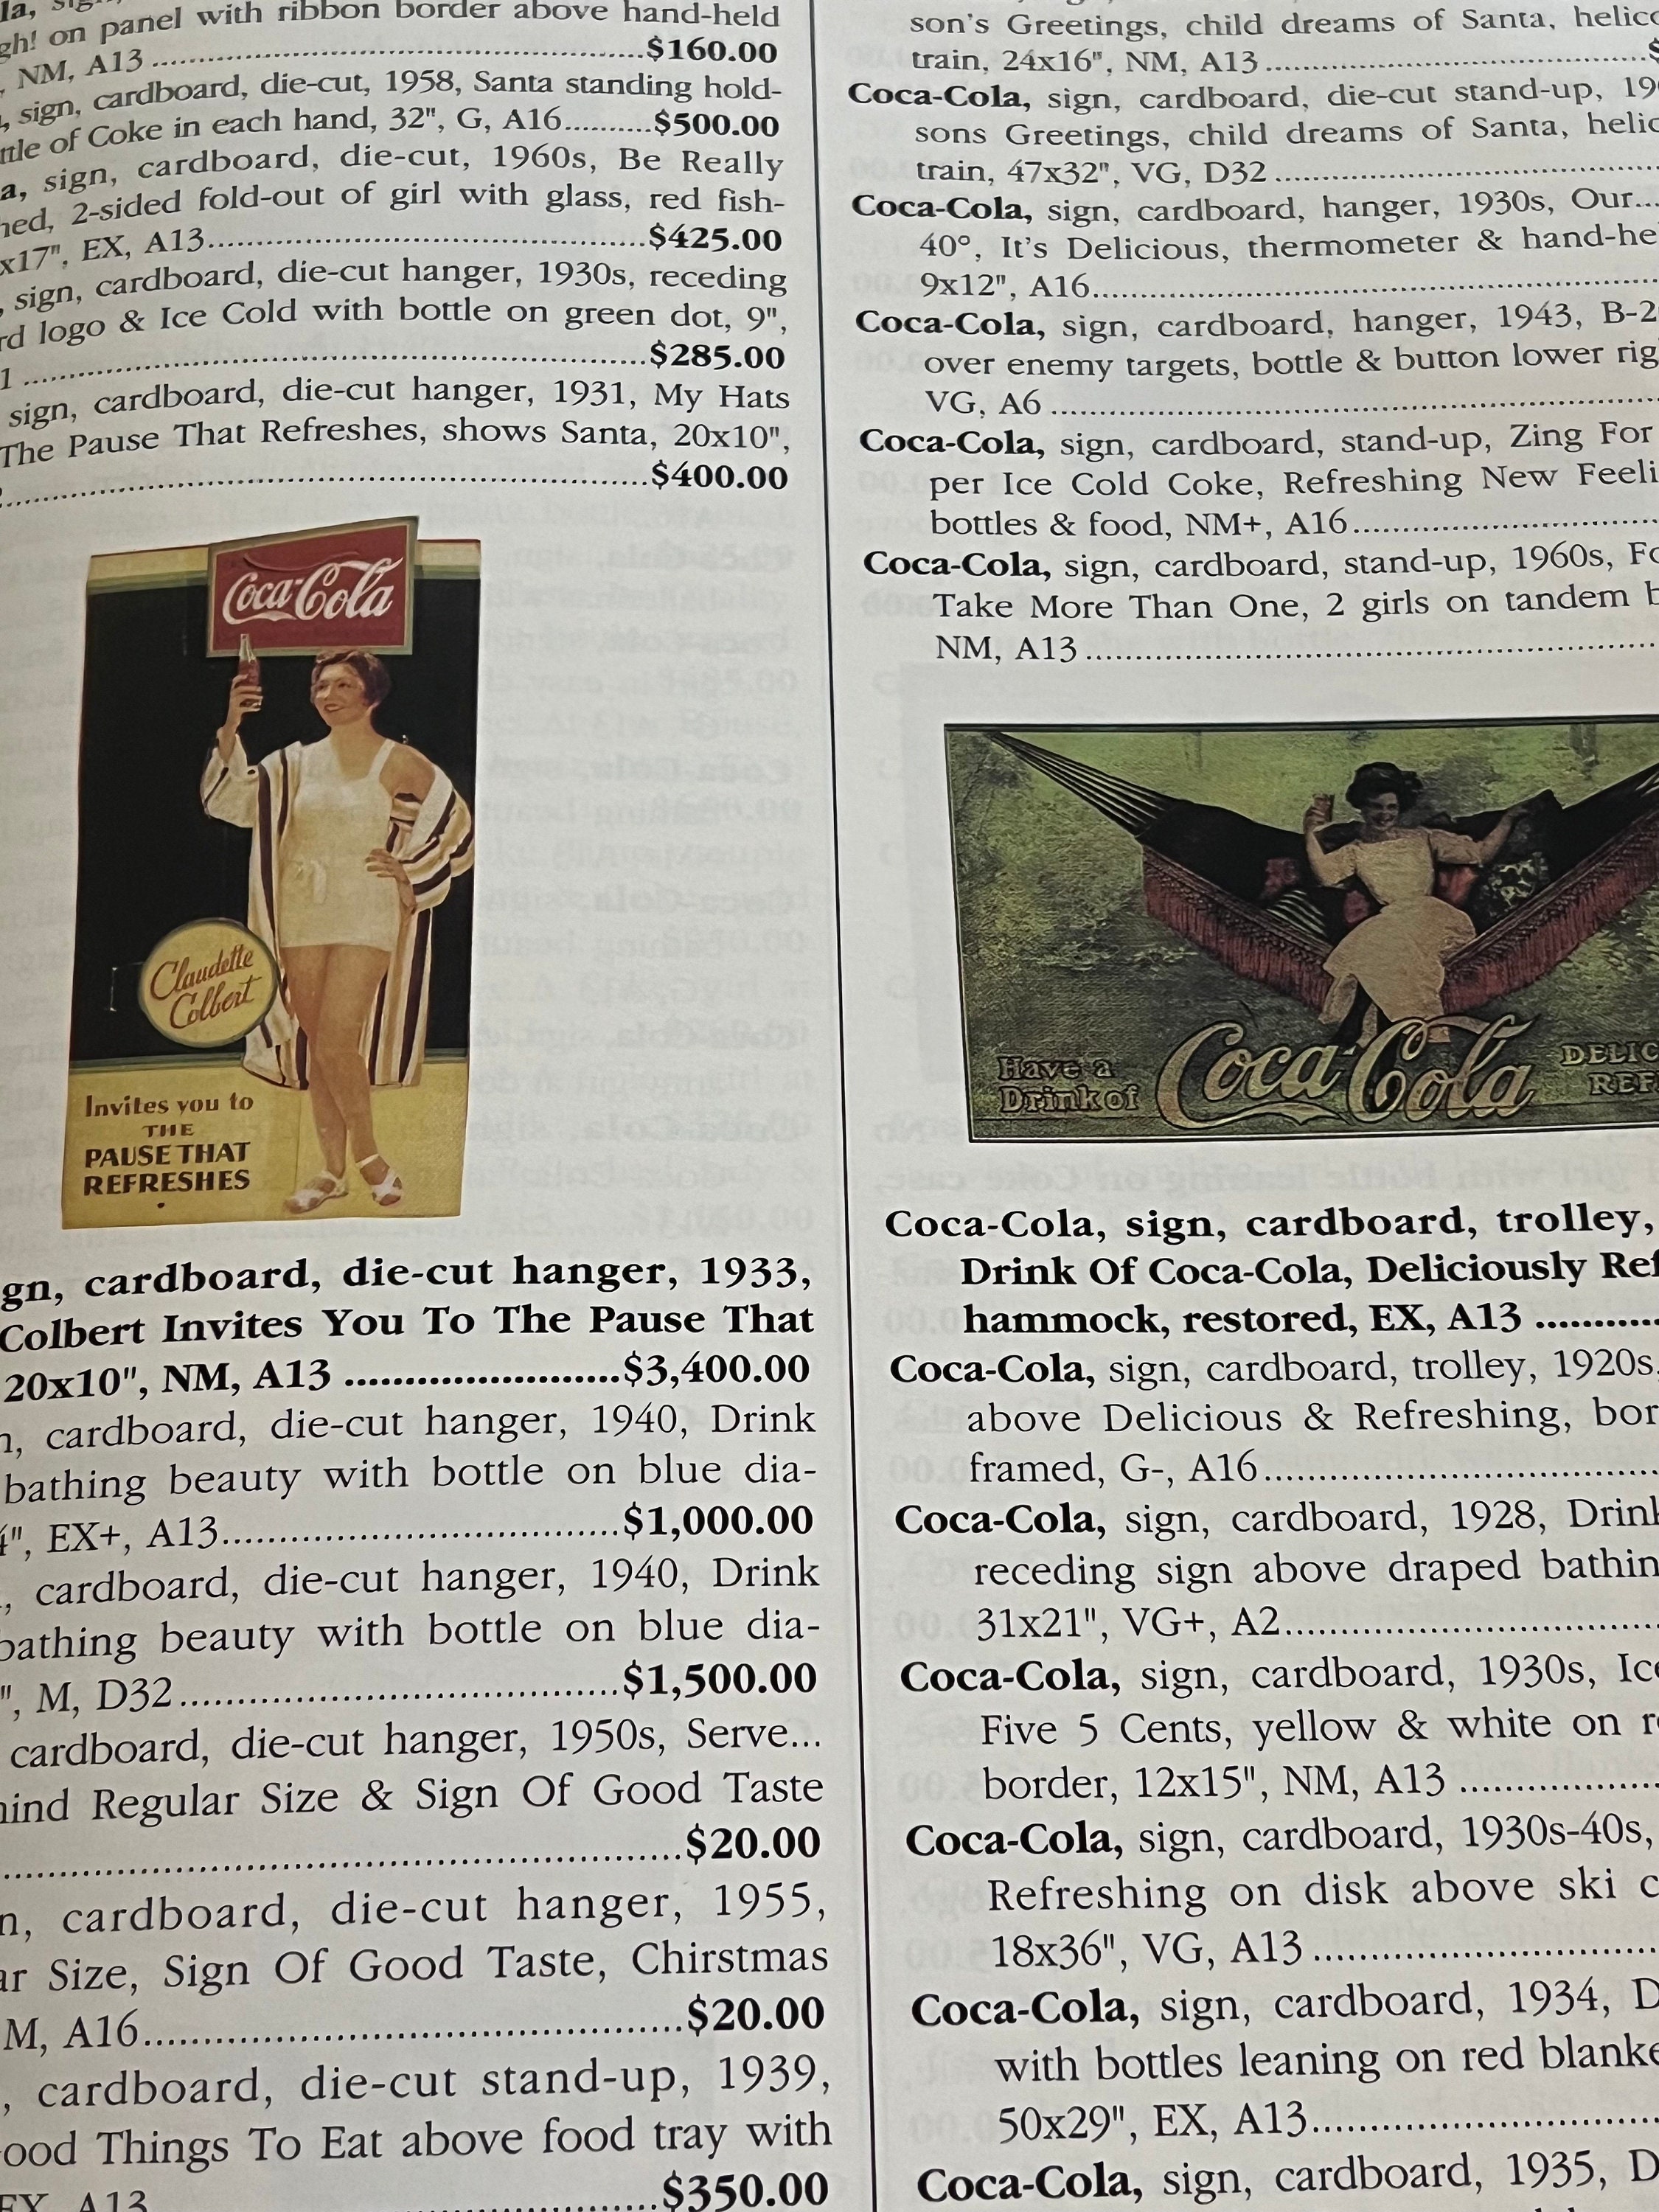 on panel with ribbon border above hand-held
NM, A13 ........................................$160.00
sign, cardboard, die-cut, 1958, Santa standing hold-
of Coke in each hand, 32", G, A16..........$500.00
sign, cardboard, die-cut, 1960s, Be Really
2-sided fold-out of girl with glass, red fish-
x17", EX, A13........................................$425.00
sign, cardboard, die-cut hanger, 1930s, receding
logo & Ice Cold with bottle on green dot, 9",
........................................$285.00
sign, cardboard, die-cut hanger, 1931, My Hats
The Pause That Refreshes, shows Santa, 20x10",
........................................$400.00
Coca-Cola
Claudette
Colbert
Invites you to
THE
PAUSE THAT
REFRESHES
gn, cardboard, die-cut hanger, 1933,
Colbert Invites You To The Pause That
20x10", NM, A13 ........................$3,400.00
n, cardboard, die-cut hanger, 1940, Drink
bathing beauty with bottle on blue dia-
4", EX+, A13........................................$1,000.00
, cardboard, die-cut hanger, 1940, Drink
bathing beauty with bottle on blue dia-
", M, D32........................................$1,500.00
cardboard, die-cut hanger, 1950s, Serve...
hind Regular Size & Sign Of Good Taste
........................................$20.00
n, cardboard, die-cut hanger, 1955,
ar Size, Sign Of Good Taste, Chirstmas
M, A16........................................$20.00
, cardboard, die-cut stand-up, 1939,
ood Things To Eat above food tray with
EX, A13 ........................................$350.00
son's Greetings, child dreams of Santa, helic
train, 24x16", NM, A13........................................$
Coca-Cola, sign, cardboard, die-cut stand-up, 19
sons Greetings, child dreams of Santa, helic
train, 47x32", VG, D32........................................
Coca-Cola, sign, cardboard, hanger, 1930s, Our...
40°, It's Delicious, thermometer & hand-he
9x12", A16........................................
Coca-Cola, sign, cardboard, hanger, 1943, B-2
over enemy targets, bottle & button lower rig
VG, A6 ........................................
Coca-Cola, sign, cardboard, stand-up, Zing For
per Ice Cold Coke, Refreshing New Feeli
bottles & food, NM+, A16........................................
Coca-Cola, sign, cardboard, stand-up, 1960s, Fo
Take More Than One, 2 girls on tandem b
NM, A13........................................
Have a
Drink of
Coca-Cola
DELIC
REF
Coca-Cola, sign, cardboard, trolley,
Drink Of Coca-Cola, Deliciously Ref
hammock, restored, EX, A13 ............
Coca-Cola, sign, cardboard, trolley, 1920s,
above Delicious & Refreshing, bor
framed, G-, A16........................................
Coca-Cola, sign, cardboard, 1928, Drink
receding sign above draped bathin
31x21", VG+, A2........................................
Coca-Cola, sign, cardboard, 1930s, Ice
Five 5 Cents, yellow & white on r
border, 12x15", NM, A13 ....................
Coca-Cola, sign, cardboard, 1930s-40s,
Refreshing on disk above ski c
18x36", VG, A13........................................
Coca-Cola, sign, cardboard, 1934, D
with bottles leaning on red blanke
50x29", EX, A13........................................
Coca-Cola, sign, cardboard, 1935, D